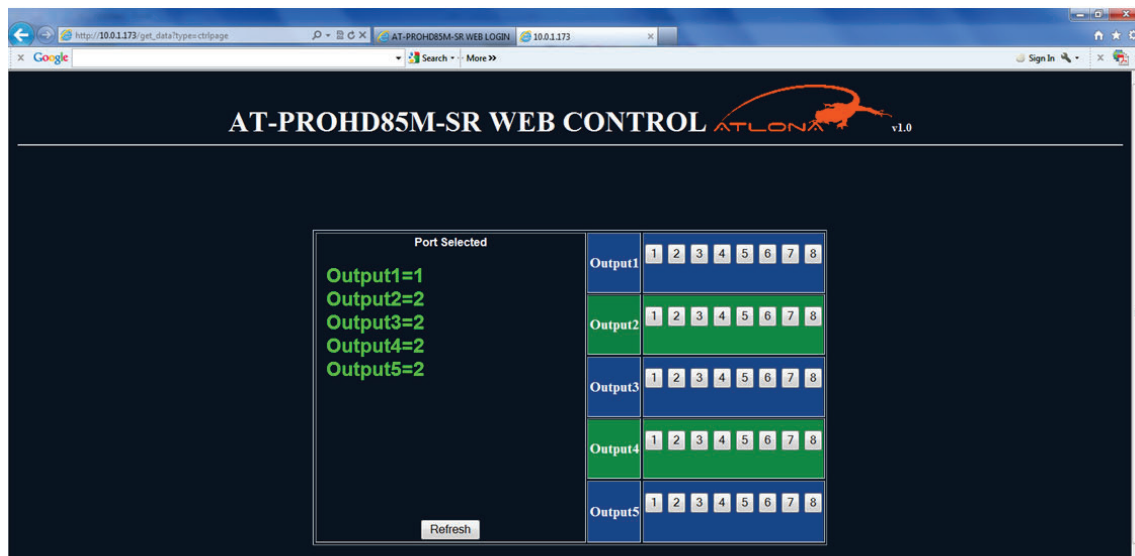 http://10.0.1.173/get_data?type=ctrlpage
AT-PROHD85M-SR WEB LOGIN
10.0.1.173
x Google
Search
More >>
Sign In
AT-PROHD85M-SR WEB CONTROL ATLONA v1.0
Port Selected
Output1=1
Output2=2
Output3=2
Output4=2
Output5=2
Refresh
Output1 1 2 3 4 5 6 7 8
Output2 1 2 3 4 5 6 7 8
Output3 1 2 3 4 5 6 7 8
Output4 1 2 3 4 5 6 7 8
Output5 1 2 3 4 5 6 7 8